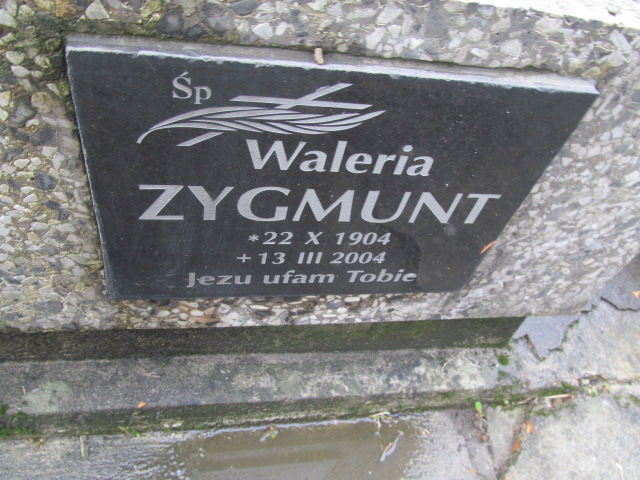 Śp
Waleria
ZYGMUNT
*22 X 1904
+13 III 2004
Jezu ufam Tobie